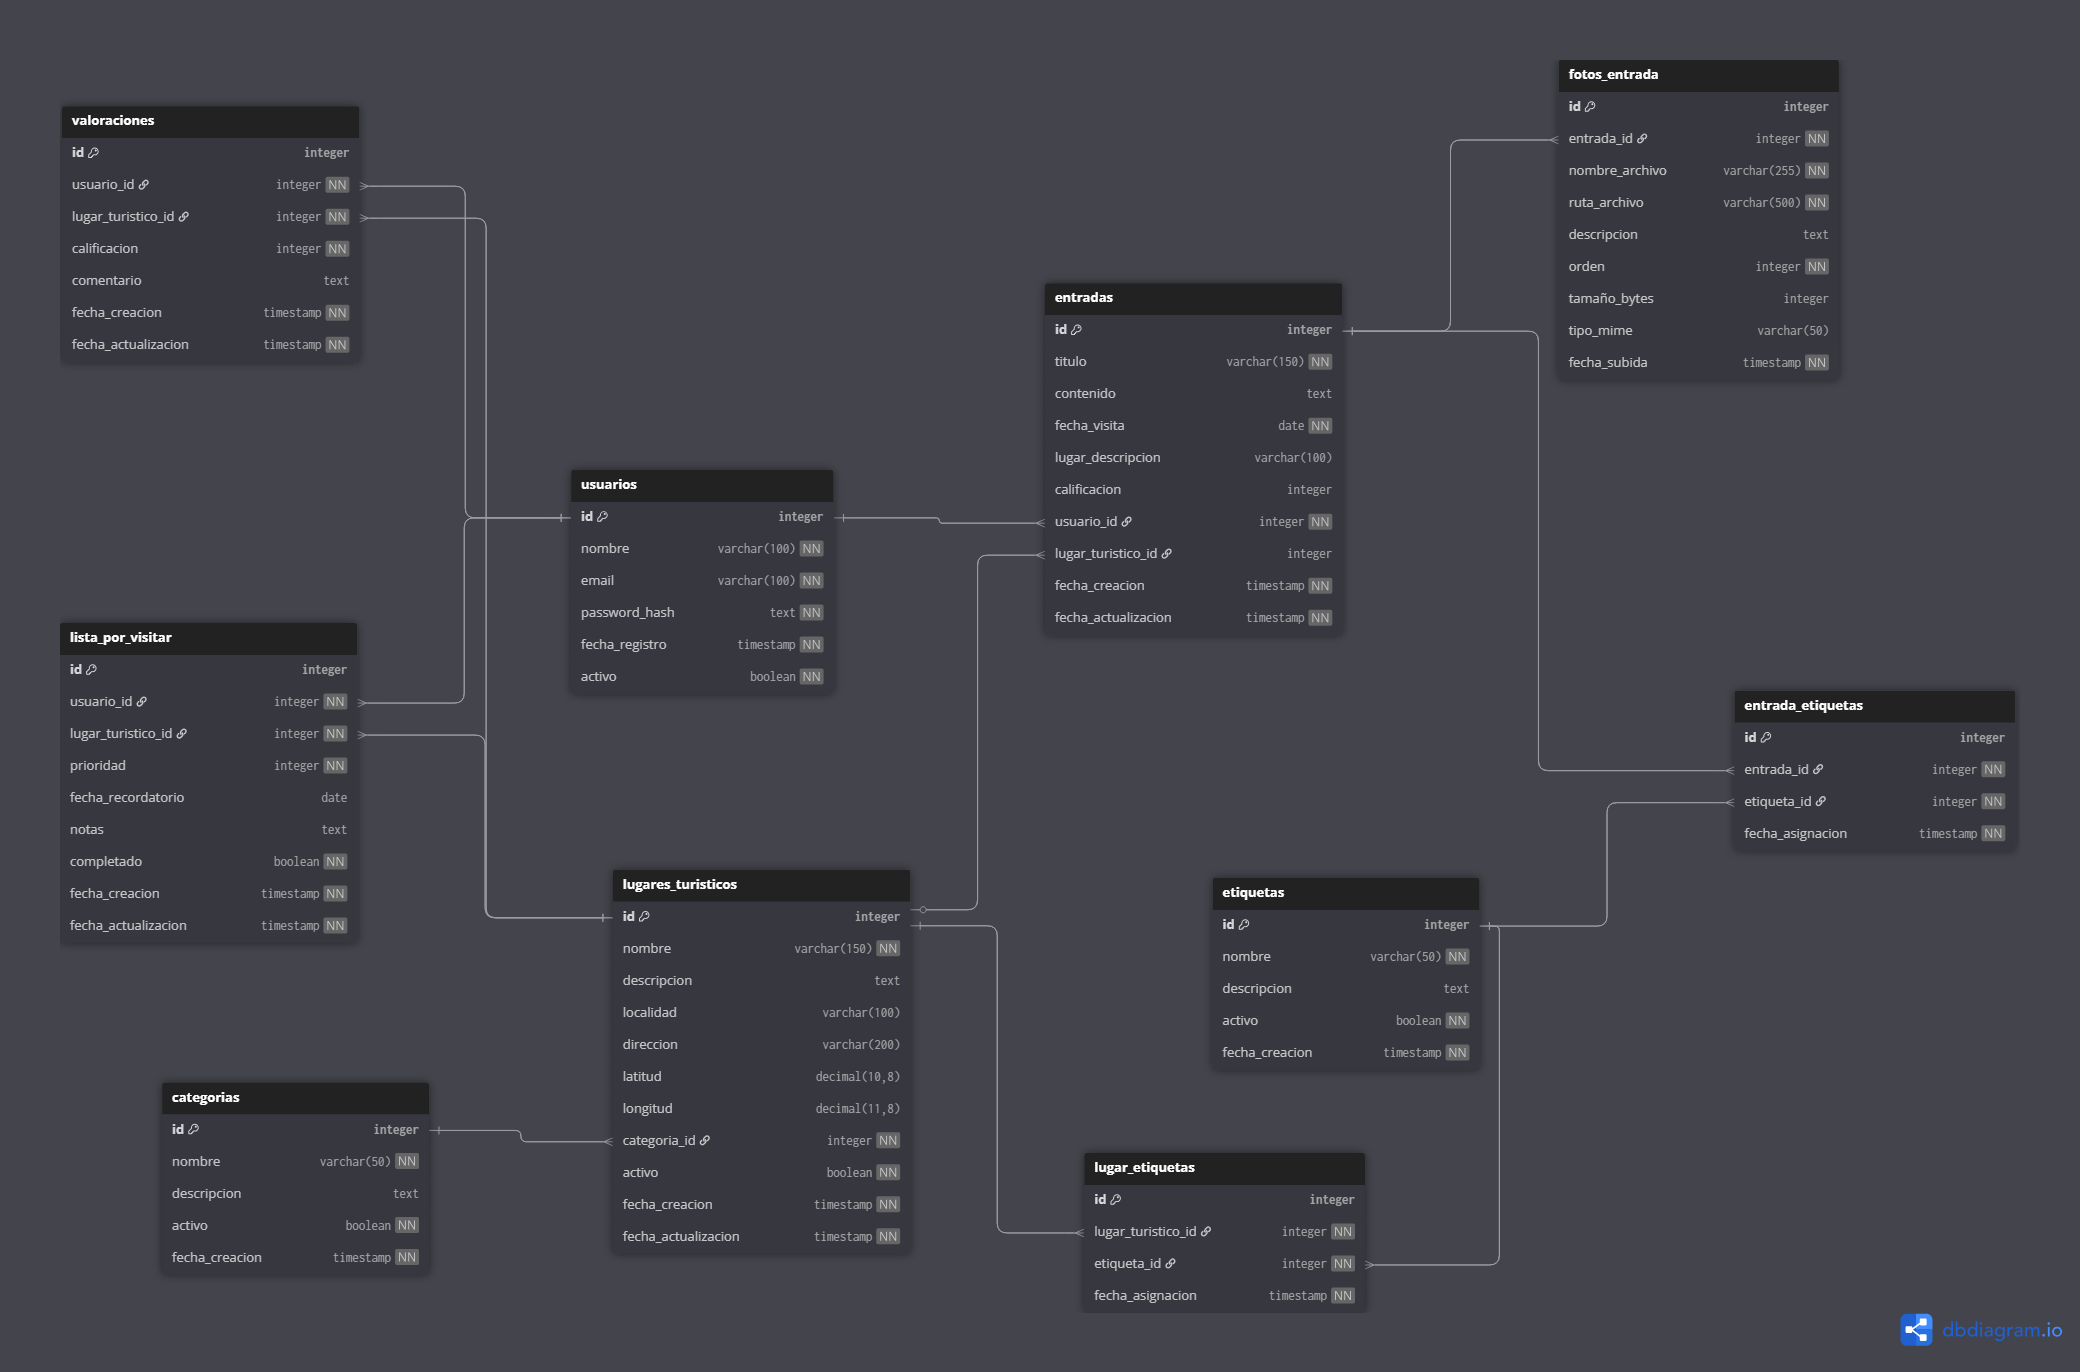 valoraciones
id integer
usuario_id integer NN
lugar_turistico_id integer NN
calificacion integer NN
comentario text
fecha_creacion timestamp NN
fecha_actualizacion timestamp NN
lista_por_visitar
id integer
usuario_id integer NN
lugar_turistico_id integer NN
prioridad integer NN
fecha_recordatorio date
notas text
completado boolean NN
fecha_creacion timestamp NN
fecha_actualizacion timestamp NN
categorias
id integer
nombre varchar(50) NN
descripcion text
activo boolean NN
fecha_creacion timestamp NN
usuarios
id integer
nombre varchar(100) NN
email varchar(100) NN
password_hash text NN
fecha_registro timestamp NN
activo boolean NN
lugares_turisticos
id integer
nombre varchar(150) NN
descripcion text
localidad varchar(100)
direccion varchar(200)
latitud decimal(10,8)
longitud decimal(11,8)
categoria_id integer NN
activo boolean NN
fecha_creacion timestamp NN
fecha_actualizacion timestamp NN
entradas
id integer
titulo varchar(150) NN
contenido text
fecha_visita date NN
lugar_descripcion varchar(100)
calificacion integer
usuario_id integer NN
lugar_turistico_id integer
fecha_creacion timestamp NN
fecha_actualizacion timestamp NN
etiquetas
id integer
nombre varchar(50) NN
descripcion text
activo boolean NN
fecha_creacion timestamp NN
lugar_etiquetas
id integer
lugar_turistico_id integer NN
etiqueta_id integer NN
fecha_asignacion timestamp NN
fotos_entrada
id integer
entrada_id integer NN
nombre_archivo varchar(255) NN
ruta_archivo varchar(500) NN
descripcion text
orden integer NN
tamaño_bytes integer
tipo_mime varchar(50)
fecha_subida timestamp NN
entrada_etiquetas
id integer
entrada_id integer NN
etiqueta_id integer NN
fecha_asignacion timestamp NN
dbdiagram.io